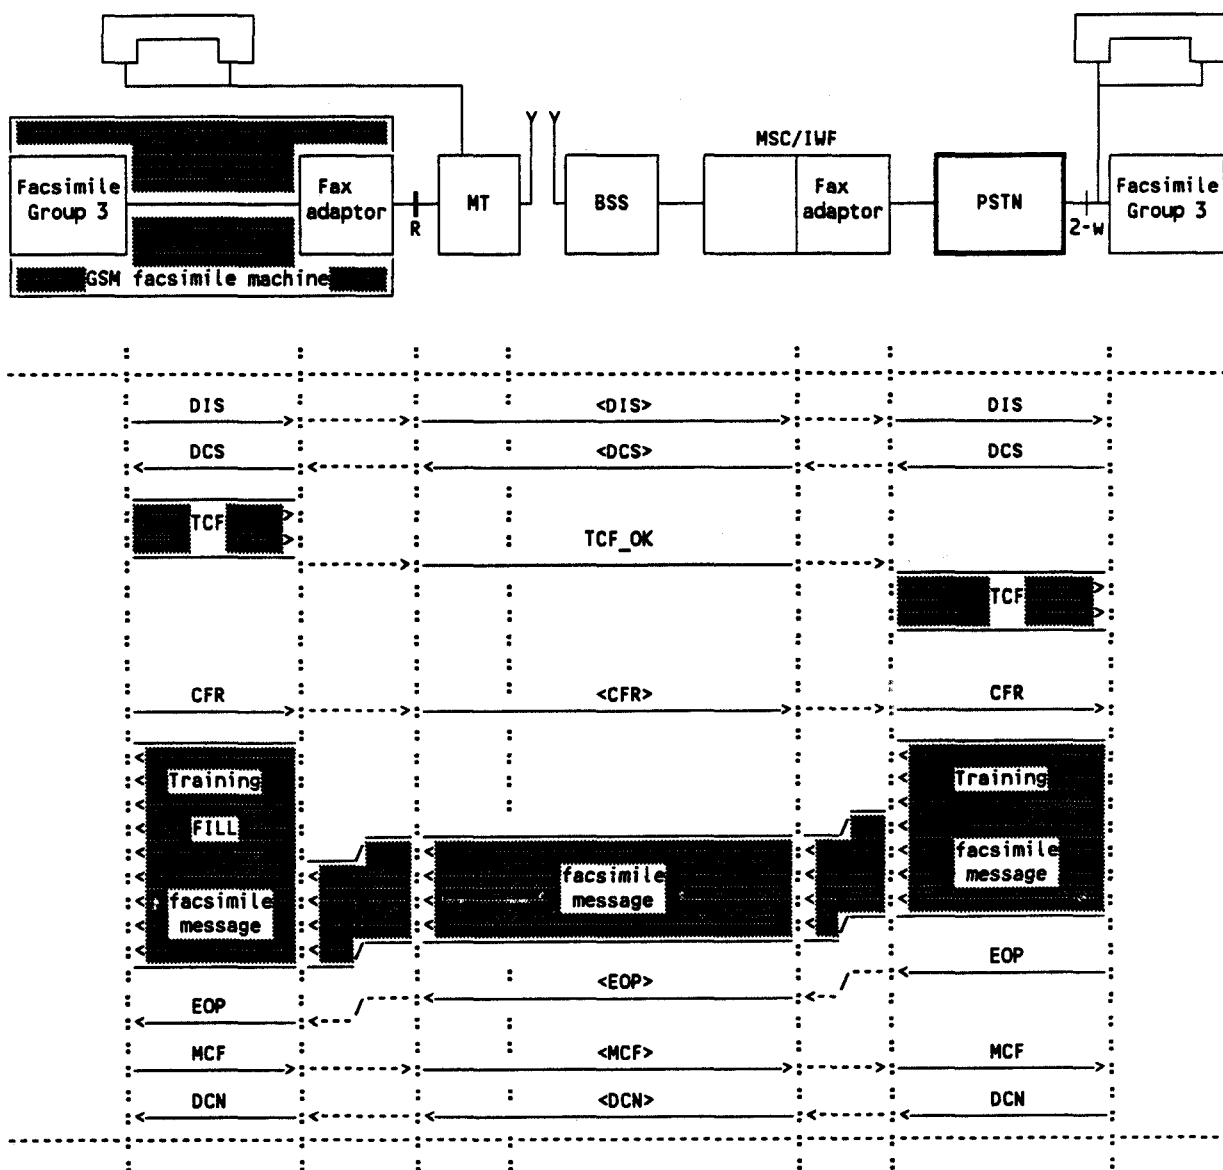 MSC/IWF
Facsimile
Group 3
Fax
adaptor
R
MT
BSS
Fax
adaptor
PSTN
2-w
Facsimile
Group 3
GSM facsimile machine
DIS
<DIS>
DIS
DCS
<DCS>
DCS
TCF
TCF_OK
TCF
CFR
<CFR>
CFR
Training
FILL
facsimile
message
facsimile
message
Training
facsimile
message
EOP
<EOP>
EOP
MCF
<MCF>
MCF
DCN
<DCN>
DCN